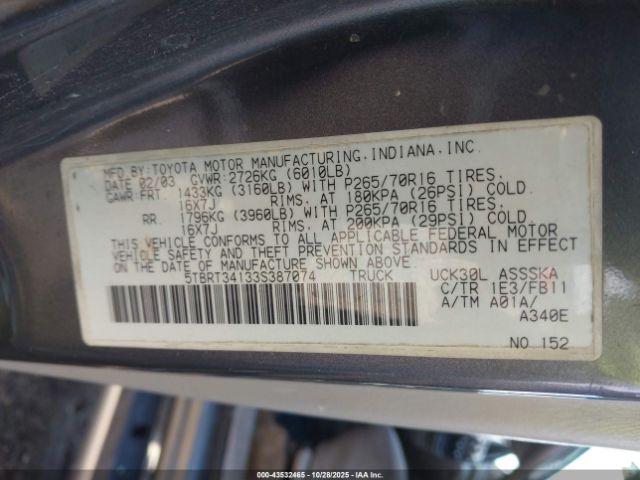 MFD.BY:TOYOTA MOTOR MANUFACTURING,INDIANA,INC.
DATE 02/03 GVWR:2726KG (6010LB)
GAWR:FRT. 1433KG (3160LB) WITH P265/70R16 TIRES.
16X7J RIMS, AT 180KPA (26PSI) COLD
RR. 1796KG (3960LB) WITH P265/70R16 TIRES.
16X7J RIMS, AT 200KPA (29PSI) COLD
THIS VEHICLE CONFORMS TO ALL APPLICABLE FEDERAL MOTOR
VEHICLE SAFETY AND THEFT PREVENTION STANDARDS IN EFFECT
ON THE DATE OF MANUFACTURE SHOWN ABOVE.
5TBRT34133S387074 TRUCK UCK30L ASSSKA
C/TR 1E3/FB11
A/TM A01A/
A340E
NO.152
000-43532465 - 10/28/2025 - IAAI.CA